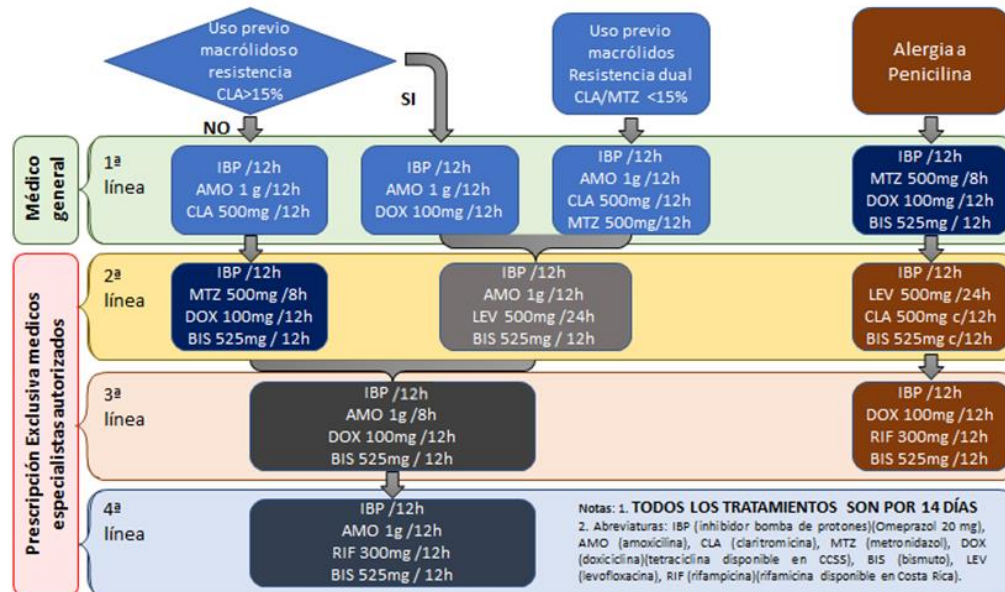 Uso previo
macrólidos o
resistencia
CLA>15%
Uso previo
macrólidos
Resistencia dual
CLA/MTZ <15%
Alergia a
Penicilina
SI
NO
Médico
general
1ª
línea
IBP /12h
AMO 1 g /12h
CLA 500mg /12h
IBP /12h
AMO 1 g/12h
DOX 100mg /12h
IBP /12h
AMO 1g /12h
CLA 500mg /12h
MTZ 500mg/12h
IBP /12h
MTZ 500mg /8h
DOX 100mg /12h
BIS 525mg / 12h
Prescripción Exclusiva medicos
especialistas autorizados
2ª
línea
IBP /12h
MTZ 500mg /8h
DOX 100mg /12h
BIS 525mg / 12h
IBP /12h
AMO 1g /12h
LEV 500mg /24h
BIS 525mg / 12h
IBP /12h
LEV 500mg /24h
CLA 500mg c/12h
BIS 525mg c/12h
3ª
línea
IBP /12h
AMO 1g/8h
DOX 100mg /12h
BIS 525mg / 12h
IBP /12h
DOX 100mg /12h
RIF 300mg /12h
BIS 525mg /12h
4ª
línea
IBP /12h
AMO 1g /12h
RIF 300mg /12h
BIS 525mg / 12h
Notas: 1. TODOS LOS TRATAMIENTOS SON POR 14 DÍAS
2. Abreviaturas: IBP (inhibidor bomba de protones)(Omeprazol 20 mg),
AMO (amoxicilina), CLA (claritromicina), MTZ (metronidazol), DOX
(doxiciclina)(tetraciclina disponible en CCSS), BIS (bismuto), LEV
(levofloxacina), RIF (rifampicina)(rifamicina disponible en Costa Rica).